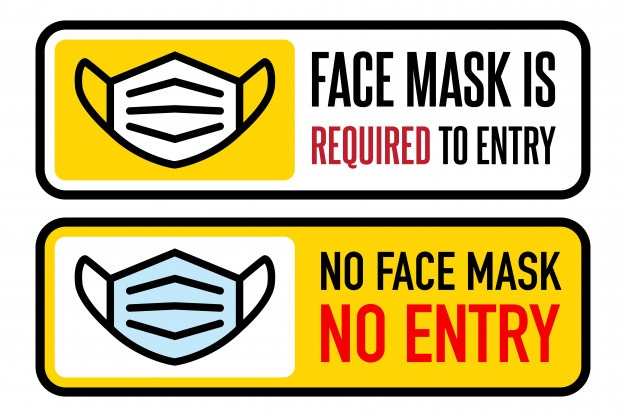 FACE MASK IS
REQUIRED TO ENTRY
NO FACE MASK
NO ENTRY